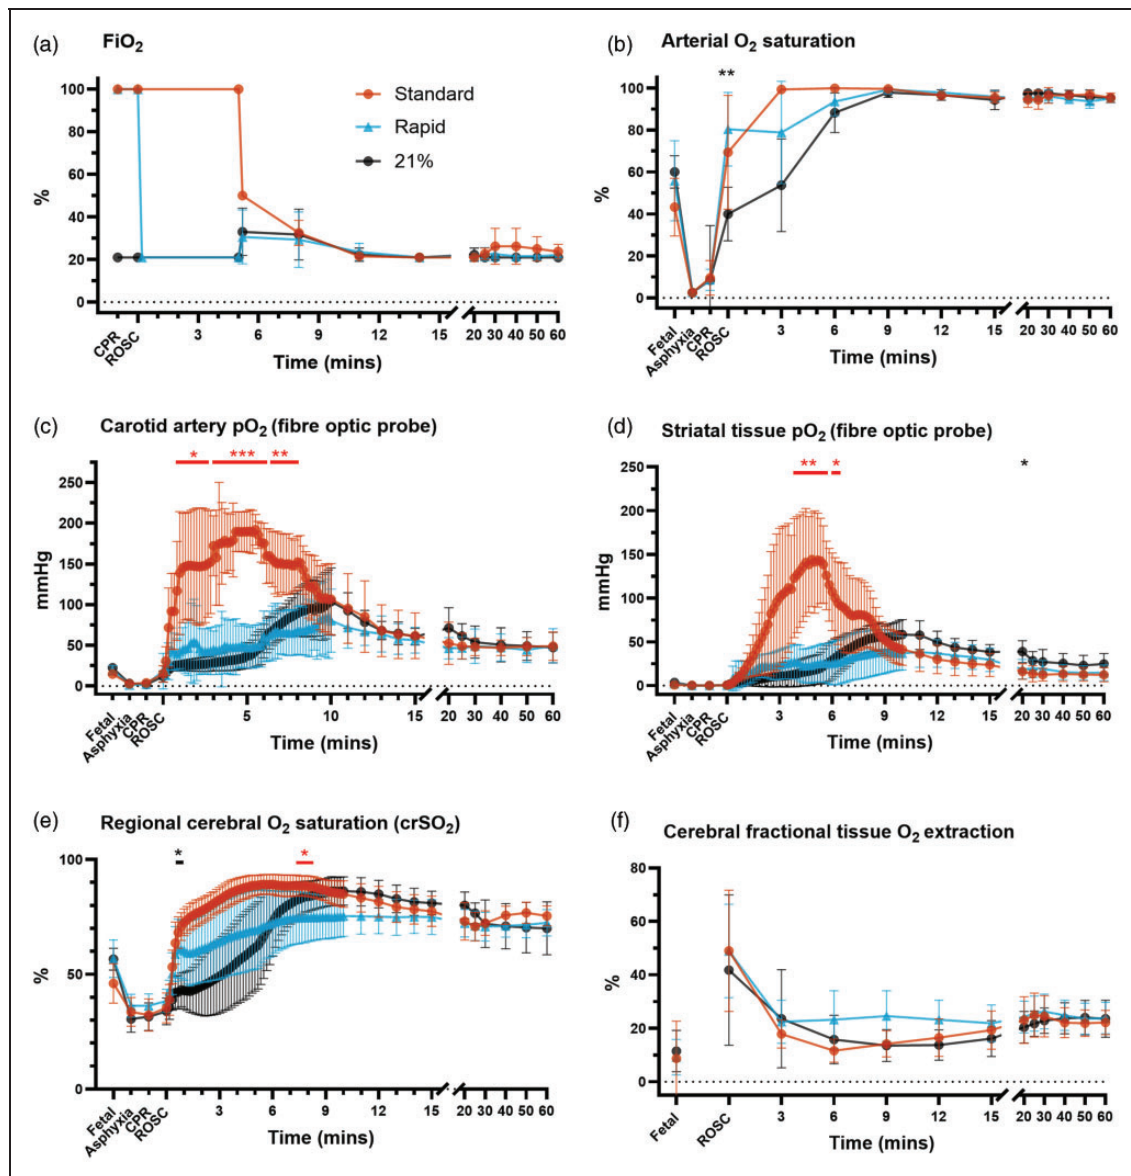 (a) FiO2
100
80
60
40
20
0
%
Standard
Rapid
21%
CPR ROSC 3 6 9 12 15 20 30 40 50 60
Time (mins)
(b) Arterial O2 saturation
**
100
80
60
40
20
0
%
Fetal Asphyxia CPR ROSC 3 6 9 12 15 20 30 40 50 60
Time (mins)
(c) Carotid artery pO2 (fibre optic probe)
* *** **
250
200
150
100
50
0
mmHg
Fetal Asphyxia CPR ROSC 5 10 15 20 30 40 50 60
Time (mins)
(d) Striatal tissue pO2 (fibre optic probe)
** * *
250
200
150
100
50
0
mmHg
Fetal Asphyxia CPR ROSC 3 6 9 12 15 20 30 40 50 60
Time (mins)
(e) Regional cerebral O2 saturation (crSO2)
* *
100
50
0
%
Fetal Asphyxia CPR ROSC 3 6 9 12 15 20 30 40 50 60
Time (mins)
(f) Cerebral fractional tissue O2 extraction
80
60
40
20
0
%
Fetal ROSC 3 6 9 12 15 20 30 40 50 60
Time (mins)